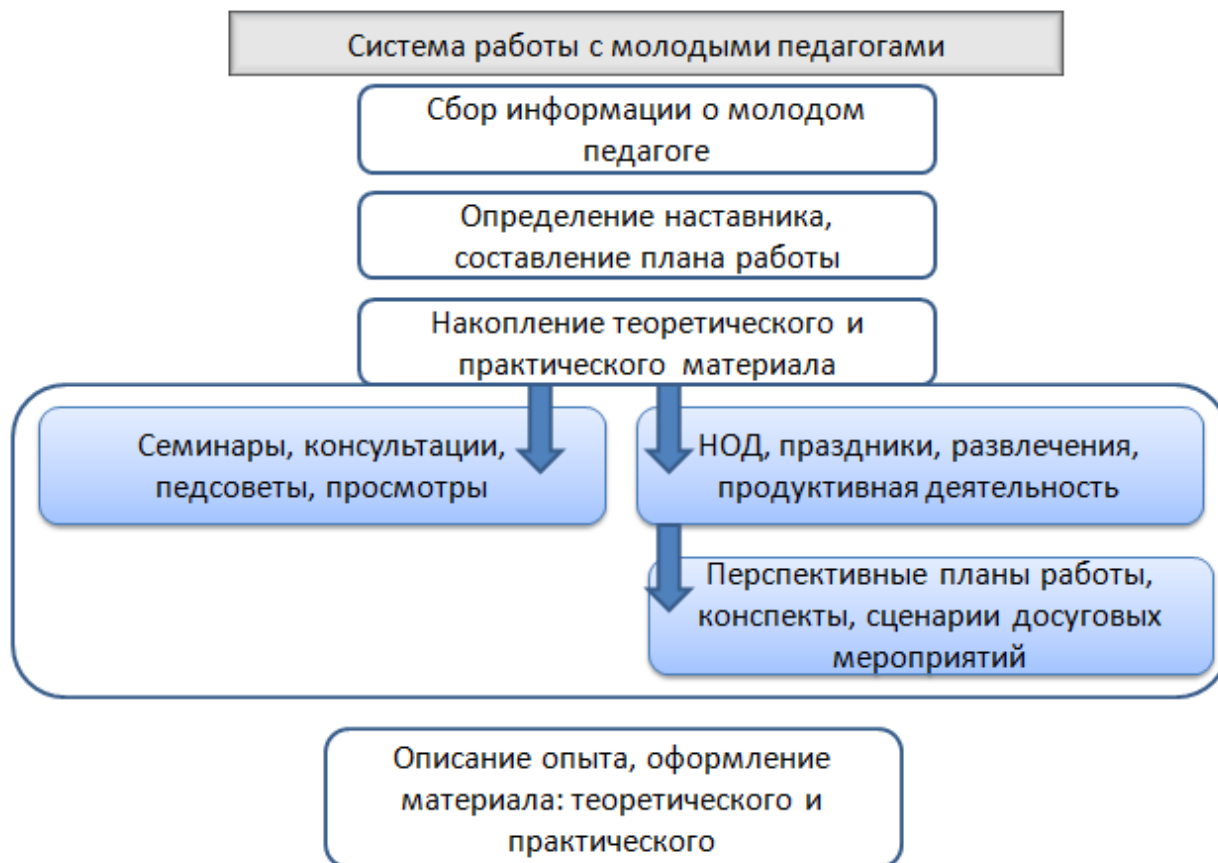 Система работы с молодыми педагогами
Сбор информации о молодом
педагоге
Определение наставника,
составление плана работы
Накопление теоретического и
практического материала
Семинары, консультации,
педсоветы, просмотры
НОД, праздники, развлечения,
продуктивная деятельность
Перспективные планы работы,
конспекты, сценарии досуговых
мероприятий
Описание опыта, оформление
материала: теоретического и
практического